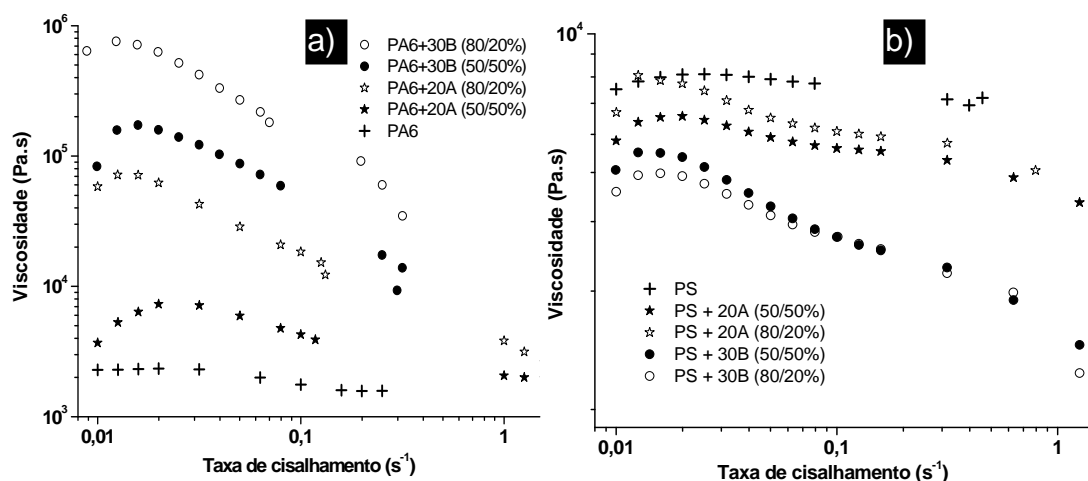 a)
PA6+30B (80/20%)
PA6+30B (50/50%)
PA6+20A (80/20%)
PA6+20A (50/50%)
PA6
10⁶
10⁵
10⁴
10³
0,01
0,1
1
Viscosidade (Pa.s)
Taxa de cisalhamento (s⁻¹)
b)
10⁴
PS
PS + 20A (50/50%)
PS + 20A (80/20%)
PS + 30B (50/50%)
PS + 30B (80/20%)
0,01
0,1
1
Viscosidade (Pa.s)
Taxa de cisalhamento (s⁻¹)